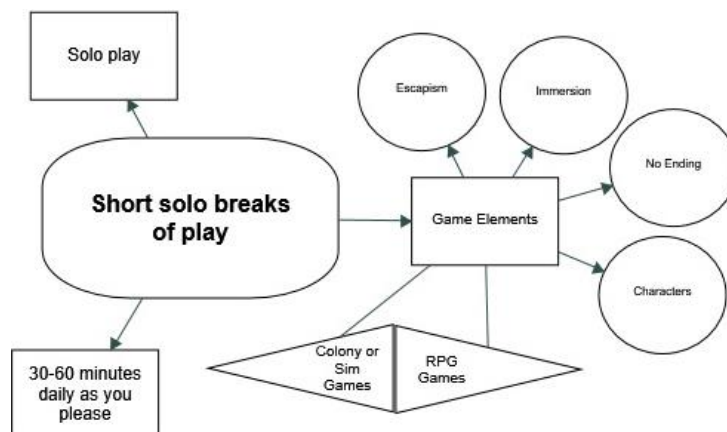 Solo play
Escapism
Immersion
Short solo breaks
of play
Game Elements
No Ending
Characters
30-60 minutes
daily as you
please
Colony or
Sim
Games
RPG
Games